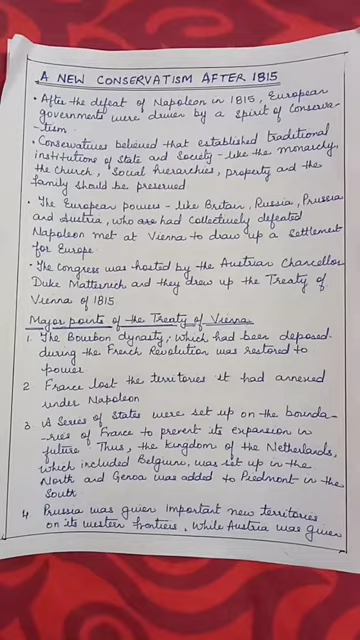 A NEW CONSERVATISM AFTER 1815
• After the defeat of Napoleon in 1815, European
governments were driven by a spirit of Conserva-
-tism
• Conservatives believed that established traditional
institutions of State and Society - like the monarchy,
the Church, Social hierarchies, property and the
family should be preserved
• The European powers - like Britain, Russia, Prussia
and Austria, who had Collectively defeated
Napoleon met at Vienna to draw up a Settlement
for Europe
• The Congress was hosted by the Austrian Chancellor
Duke Matternich and they drew up the Treaty of
Vienna of 1815
Major points of the Treaty of Vienna
1. The Bourbon dynasty, which had been deposed
during the French Revolution was restored to
power
2 France lost the territories it had annexed
under Napoleon
3 A Series of States were set up on the bounda-
-ries of France to prevent its expansion in
future Thus, the kingdom of the Netherlands,
which included Belgium, was set up in the
North and Genoa was added to Piedmont in the
South
4. Prussia was given Important new territories
on its western frontiers, while Austria was given